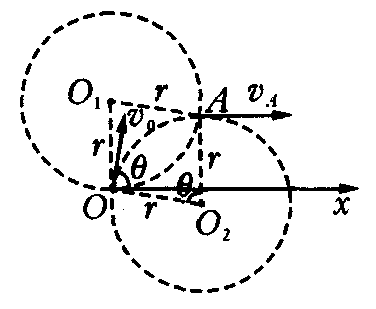 O₁ r A v_A
v₀
r θ r
O r θ O₂ x